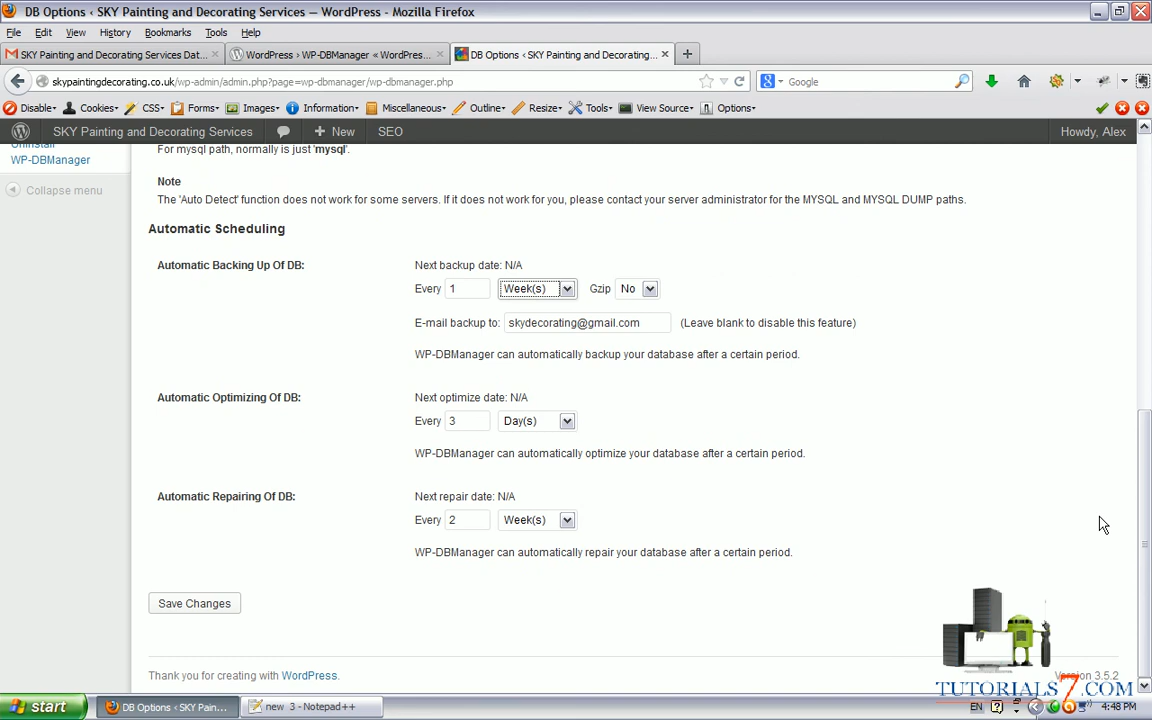 DB Options ‹ SKY Painting and Decorating Services — WordPress - Mozilla Firefox
File Edit View History Bookmarks Tools Help
SKY Painting and Decorating Services Dat... WordPress › WP-DBManager « WordPres... DB Options ‹ SKY Painting and Decorating...
skypaintingdecorating.co.uk/wp-admin/admin.php?page=wp-dbmanager/wp-dbmanager.php Google
Disable Cookies CSS Forms Images Information Miscellaneous Outline Resize Tools View Source Options
SKY Painting and Decorating Services + New SEO Howdy, Alex
Uninstall
WP-DBManager
Collapse menu
For mysql path, normally is just 'mysql'.
Note
The 'Auto Detect' function does not work for some servers. If it does not work for you, please contact your server administrator for the MYSQL and MYSQL DUMP paths.
Automatic Scheduling
Automatic Backing Up Of DB: Next backup date: N/A
Every 1 Week(s) Gzip No
E-mail backup to: skydecorating@gmail.com (Leave blank to disable this feature)
WP-DBManager can automatically backup your database after a certain period.
Automatic Optimizing Of DB: Next optimize date: N/A
Every 3 Day(s)
WP-DBManager can automatically optimize your database after a certain period.
Automatic Repairing Of DB: Next repair date: N/A
Every 2 Week(s)
WP-DBManager can automatically repair your database after a certain period.
Save Changes
Thank you for creating with WordPress. Version 3.5.2
TUTORIALS7.COM
start DB Options ‹ SKY Pain... new 3 - Notepad++ EN 4:48 PM